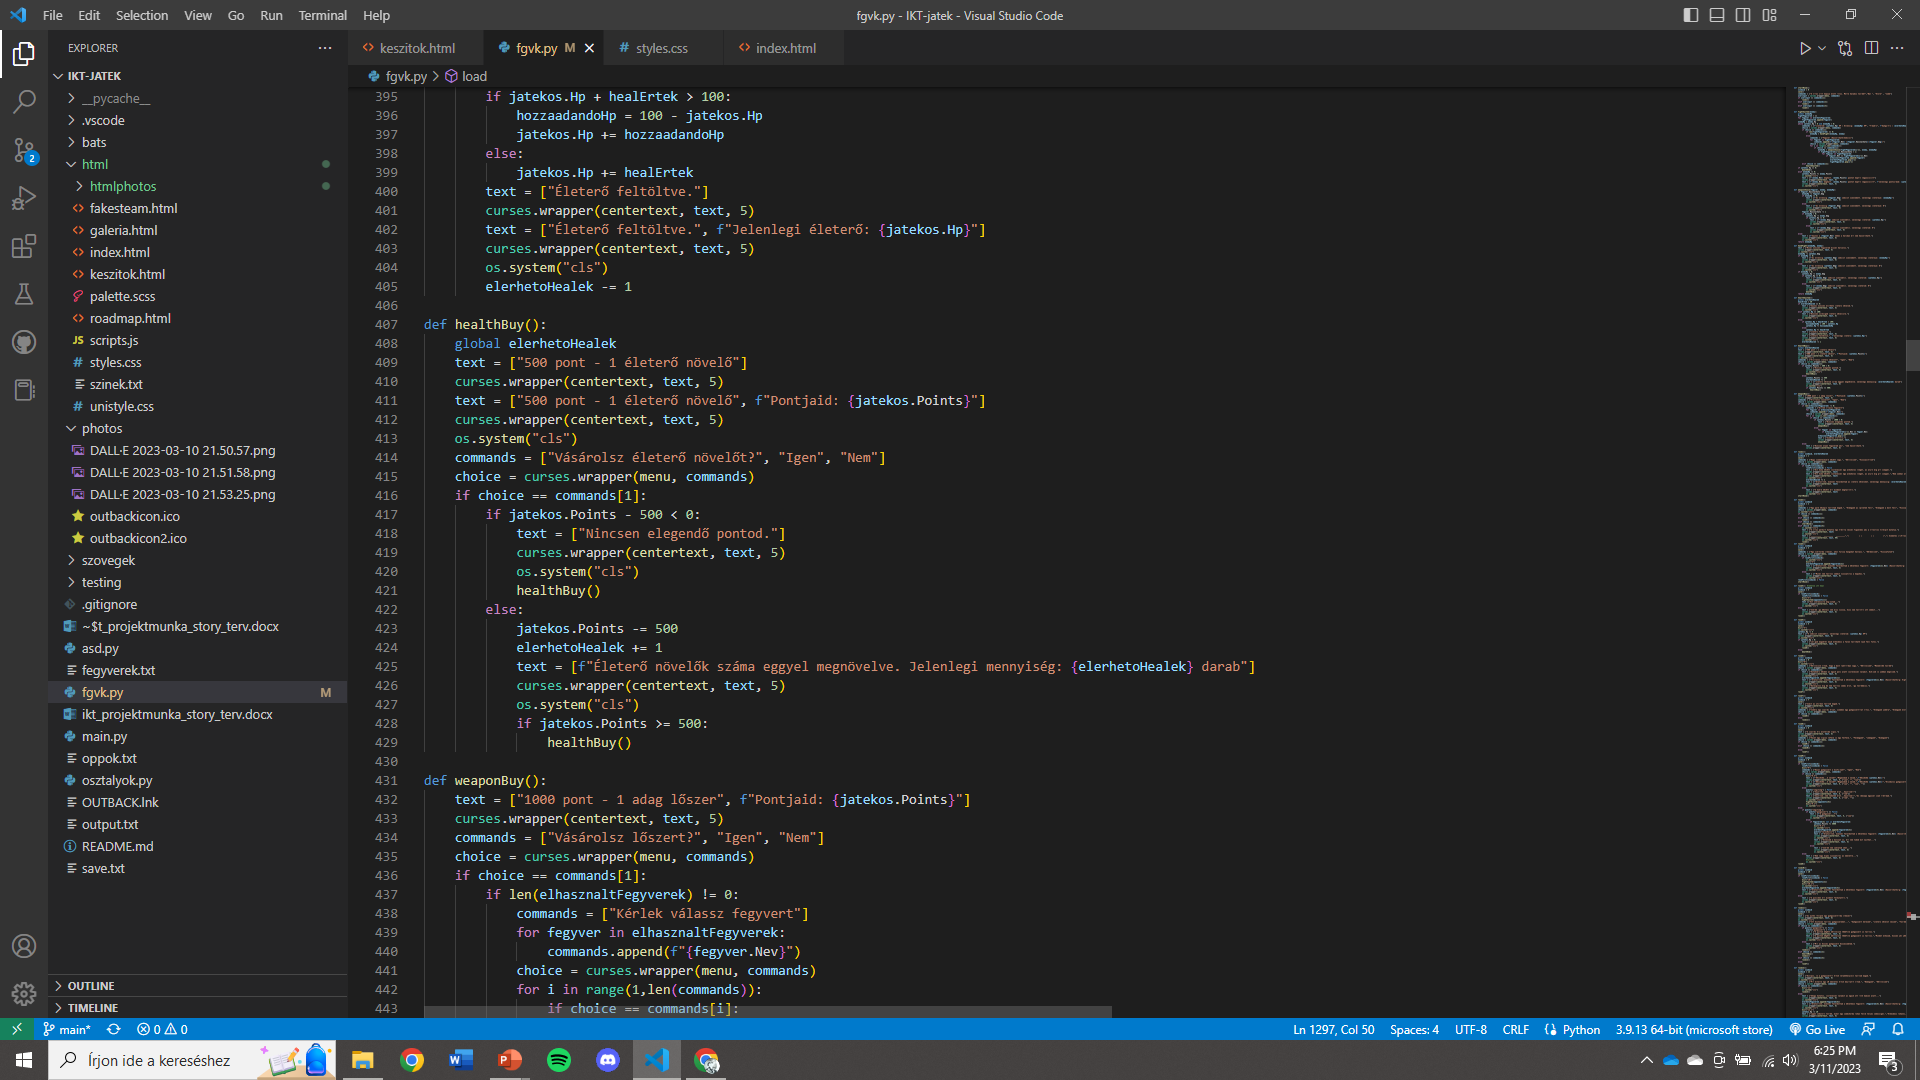 File Edit Selection View Go Run Terminal Help
fgvk.py - IKT-jatek - Visual Studio Code
EXPLORER
IKT-JATEK
__pycache__
.vscode
bats
html
htmlphotos
fakesteam.html
galeria.html
index.html
keszitok.html
palette.scss
roadmap.html
JS scripts.js
# styles.css
szinek.txt
# unistyle.css
photos
DALL·E 2023-03-10 21.50.57.png
DALL·E 2023-03-10 21.51.58.png
DALL·E 2023-03-10 21.53.25.png
outbackicon.ico
outbackicon2.ico
szovegek
testing
.gitignore
~$t_projektmunka_story_terv.docx
asd.py
fegyverek.txt
fgvk.py M
ikt_projektmunka_story_terv.docx
main.py
oppok.txt
osztalyok.py
OUTBACK.lnk
output.txt
README.md
save.txt
OUTLINE
TIMELINE
keszitok.html fgvk.py M # styles.css index.html
fgvk.py > load
395 if jatekos.Hp + healErtek > 100:
396 hozzaadandoHp = 100 - jatekos.Hp
397 jatekos.Hp += hozzaadandoHp
398 else:
399 jatekos.Hp += healErtek
400 text = ["Életerő feltöltve."]
401 curses.wrapper(centertext, text, 5)
402 text = ["Életerő feltöltve.", f"Jelenlegi életerő: {jatekos.Hp}"]
403 curses.wrapper(centertext, text, 5)
404 os.system("cls")
405 elerhetoHealek -= 1
406
407 def healthBuy():
408 global elerhetoHealek
409 text = ["500 pont - 1 életerő növelő"]
410 curses.wrapper(centertext, text, 5)
411 text = ["500 pont - 1 életerő növelő", f"Pontjaid: {jatekos.Points}"]
412 curses.wrapper(centertext, text, 5)
413 os.system("cls")
414 commands = ["Vásárolsz életerő növelőt?", "Igen", "Nem"]
415 choice = curses.wrapper(menu, commands)
416 if choice == commands[1]:
417 if jatekos.Points - 500 < 0:
418 text = ["Nincsen elegendő pontod."]
419 curses.wrapper(centertext, text, 5)
420 os.system("cls")
421 healthBuy()
422 else:
423 jatekos.Points -= 500
424 elerhetoHealek += 1
425 text = [f"Életerő növelők száma eggyel megnövelve. Jelenlegi mennyiség: {elerhetoHealek} darab"]
426 curses.wrapper(centertext, text, 5)
427 os.system("cls")
428 if jatekos.Points >= 500:
429 healthBuy()
430
431 def weaponBuy():
432 text = ["1000 pont - 1 adag lőszer", f"Pontjaid: {jatekos.Points}"]
433 curses.wrapper(centertext, text, 5)
434 commands = ["Vásárolsz lőszert?", "Igen", "Nem"]
435 choice = curses.wrapper(menu, commands)
436 if choice == commands[1]:
437 if len(elhasznaltFegyverek) != 0:
438 commands = ["Kérlek válassz fegyvert"]
439 for fegyver in elhasznaltFegyverek:
440 commands.append(f"{fegyver.Nev}")
441 choice = curses.wrapper(menu, commands)
442 for i in range(1,len(commands)):
443 if choice == commands[i]:
2
main* 0 0 Ln 1297, Col 50 Spaces: 4 UTF-8 CRLF Python 3.9.13 64-bit (microsoft store) Go Live
Írjon ide a kereséshez
6:25 PM
3/11/2023
3